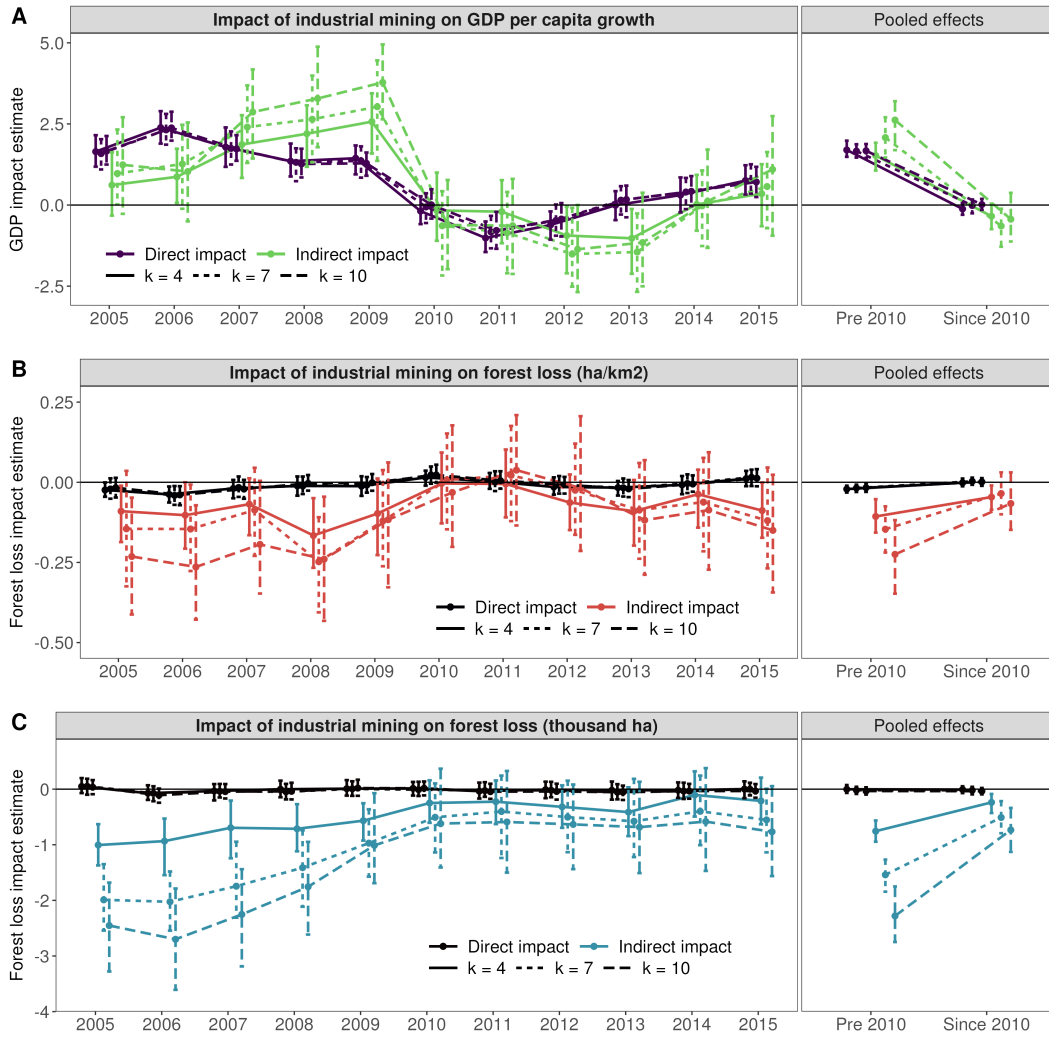 A
Impact of industrial mining on GDP per capita growth
Pooled effects
GDP impact estimate
5.0
2.5
0.0
-2.5
Direct impact
Indirect impact
k = 4
k = 7
k = 10
2005 2006 2007 2008 2009 2010 2011 2012 2013 2014 2015
Pre 2010 Since 2010
B
Impact of industrial mining on forest loss (ha/km2)
Pooled effects
Forest loss impact estimate
0.25
0.00
-0.25
-0.50
Direct impact
Indirect impact
k = 4
k = 7
k = 10
2005 2006 2007 2008 2009 2010 2011 2012 2013 2014 2015
Pre 2010 Since 2010
C
Impact of industrial mining on forest loss (thousand ha)
Pooled effects
Forest loss impact estimate
0
-1
-2
-3
-4
Direct impact
Indirect impact
k = 4
k = 7
k = 10
2005 2006 2007 2008 2009 2010 2011 2012 2013 2014 2015
Pre 2010 Since 2010